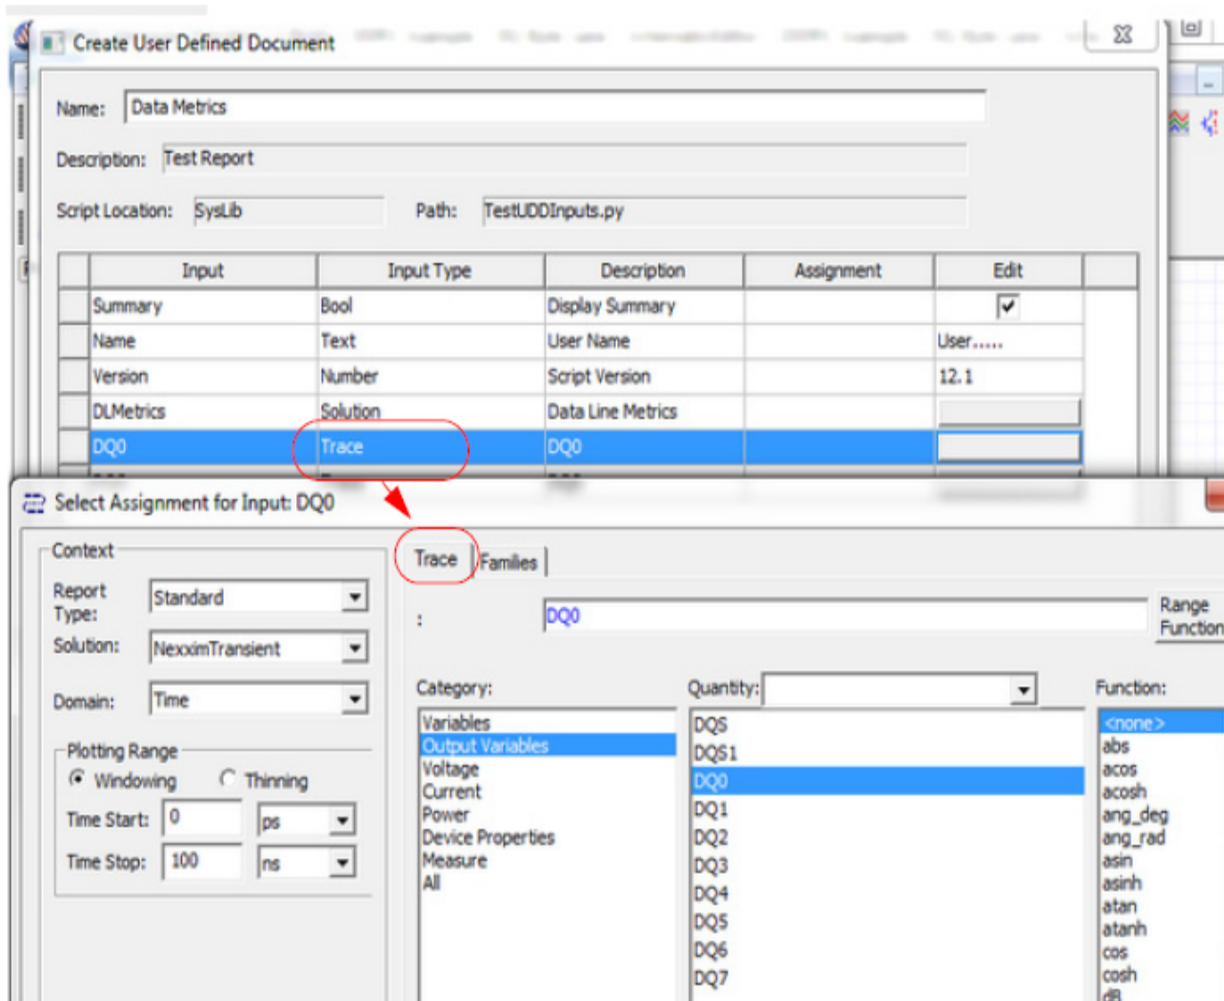 Create User Defined Document
Name: Data Metrics
Description: Test Report
Script Location: SysLib Path: TestUDDInputs.py
Input Input Type Description Assignment Edit
Summary Bool Display Summary
Name Text User Name User.....
Version Number Script Version 12.1
DLMetrics Solution Data Line Metrics
DQ0 Trace DQ0
Select Assignment for Input: DQ0
Context
Report Type: Standard
Solution: NexximTransient
Domain: Time
Plotting Range
Windowing Thinning
Time Start: 0 ps
Time Stop: 100 ns
Trace Families
: DQ0 Range Function
Category:
Variables
Output Variables
Voltage
Current
Power
Device Properties
Measure
All
Quantity:
DQS
DQS1
DQ0
DQ1
DQ2
DQ3
DQ4
DQ5
DQ6
DQ7
Function:
<none>
abs
acos
acosh
ang_deg
ang_rad
asin
asinh
atan
atanh
cos
cosh
dB